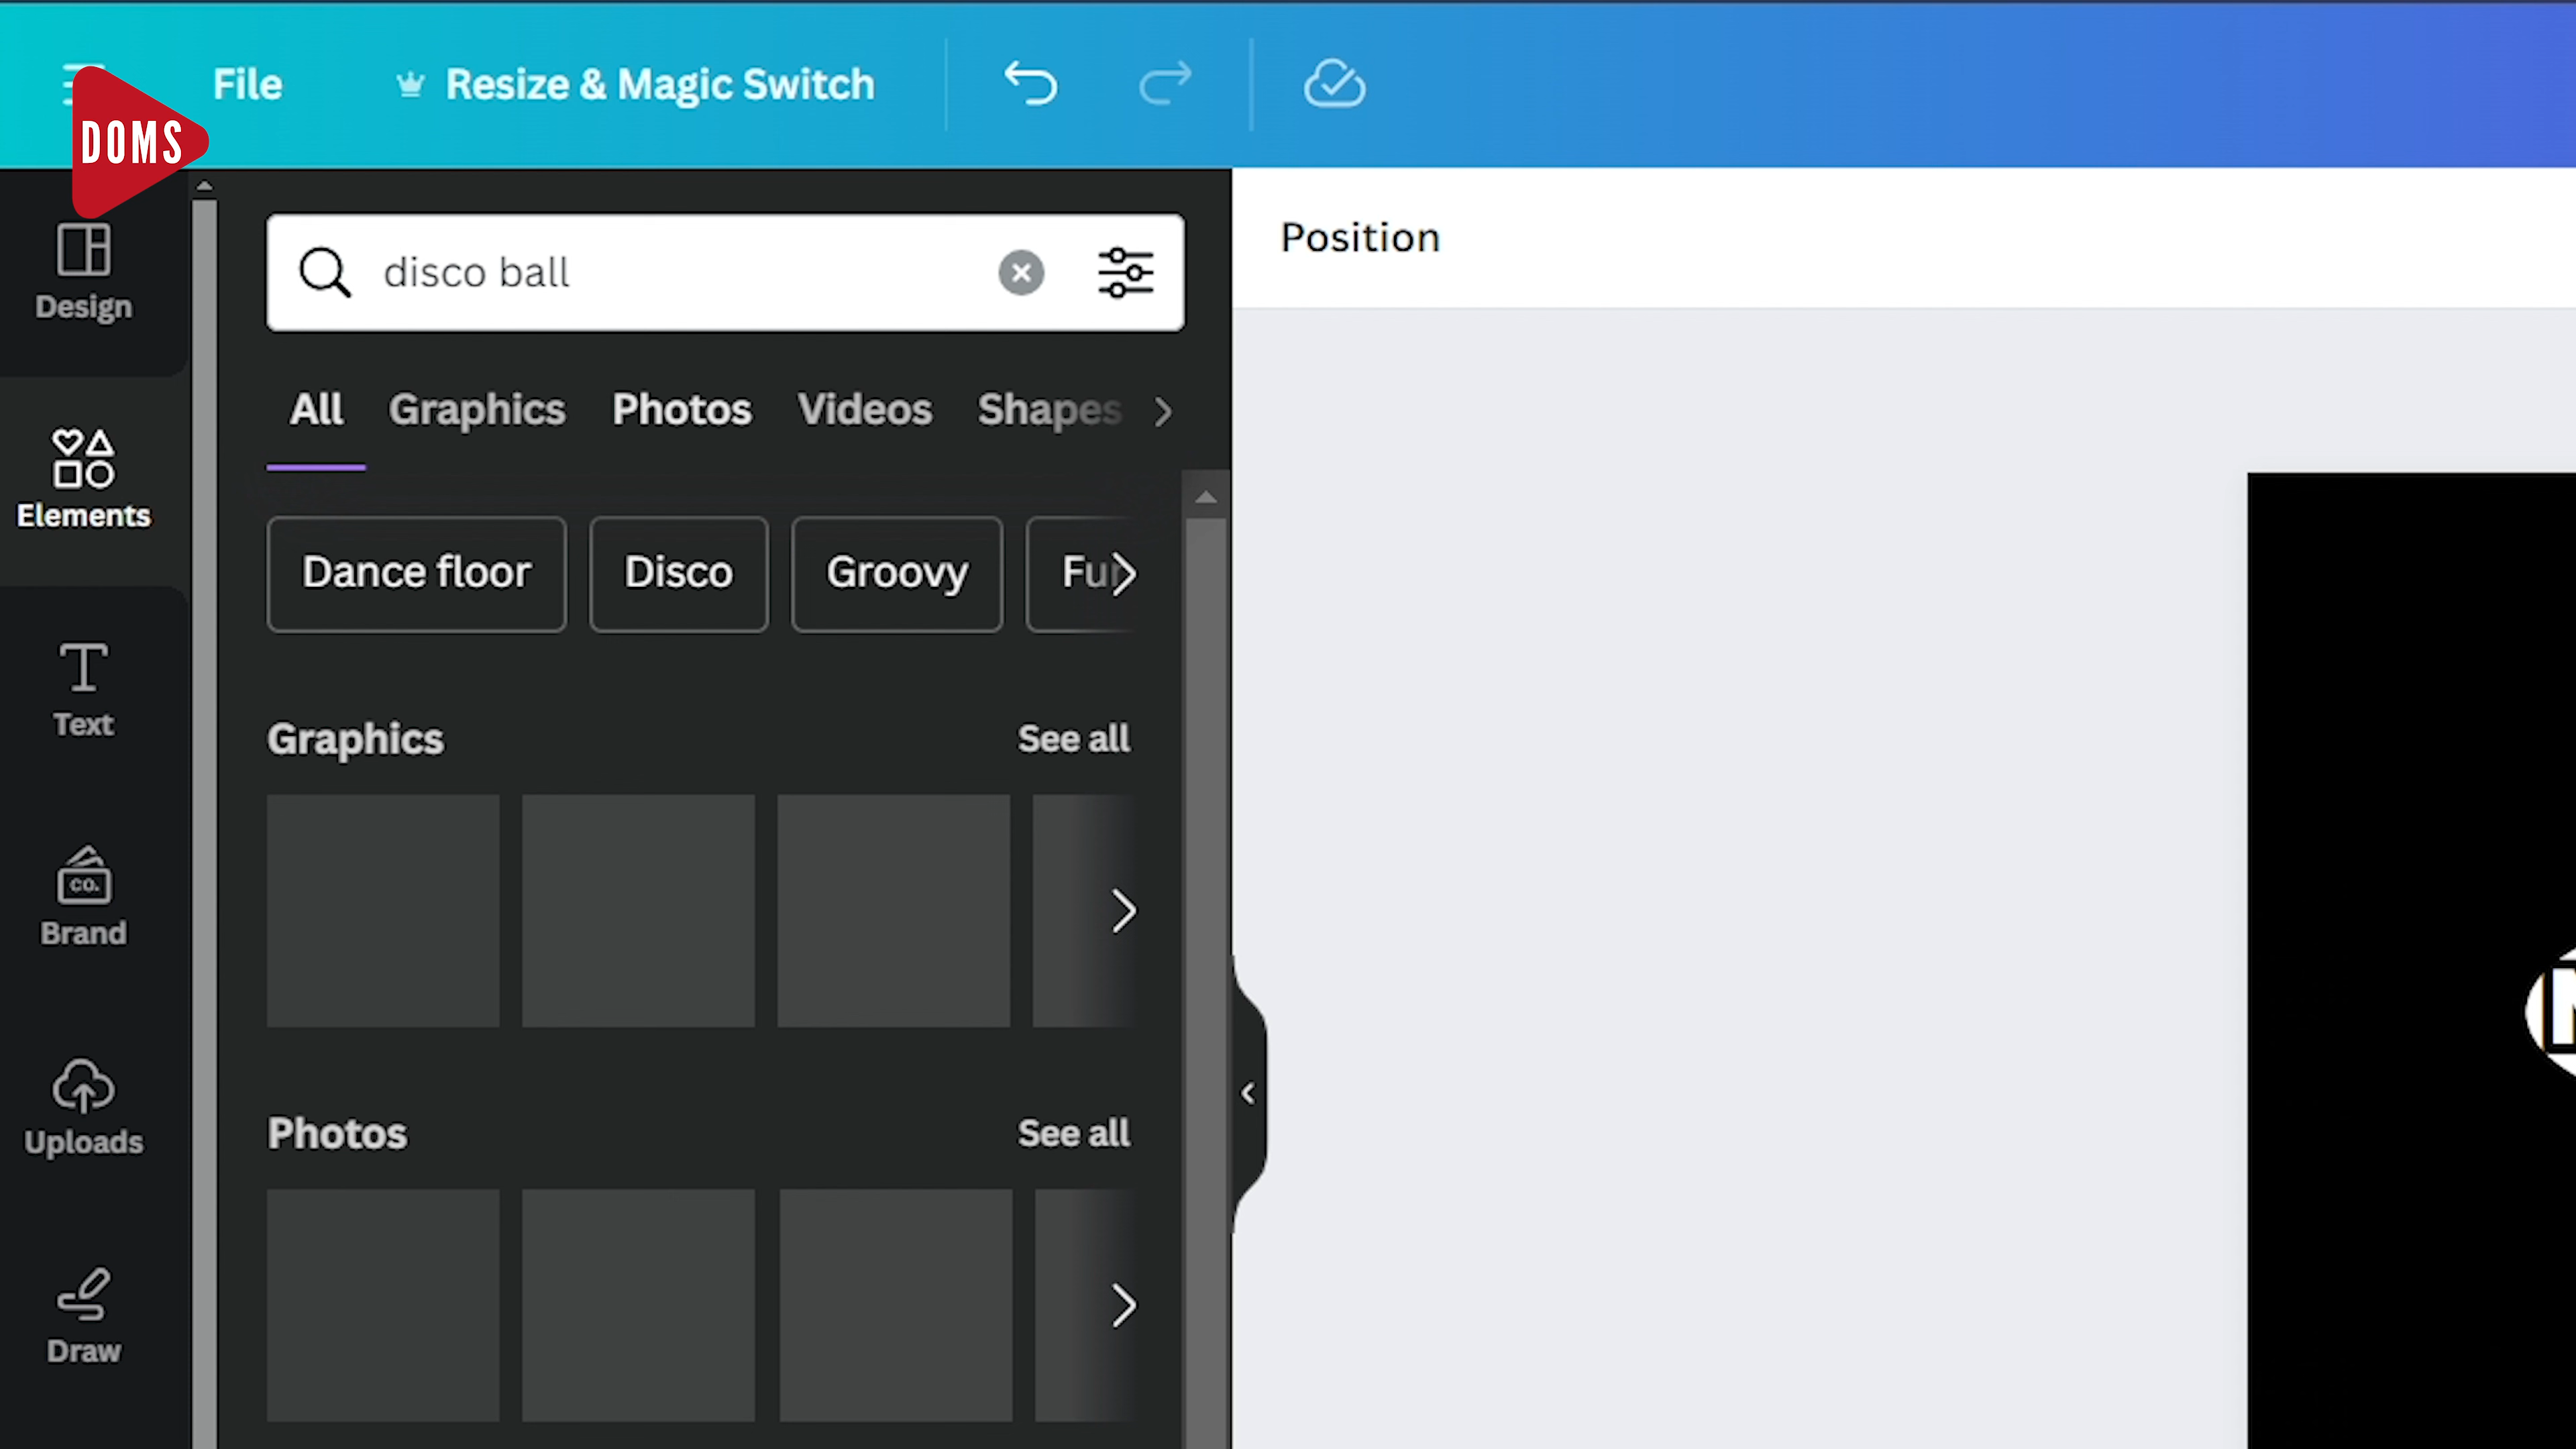 File
Resize & Magic Switch
DOMS
Design
disco ball
Position
All
Graphics
Photos
Videos
Shapes
Elements
Dance floor
Disco
Groovy
Text
Graphics
See all
Brand
CO.
Photos
See all
Uploads
Draw